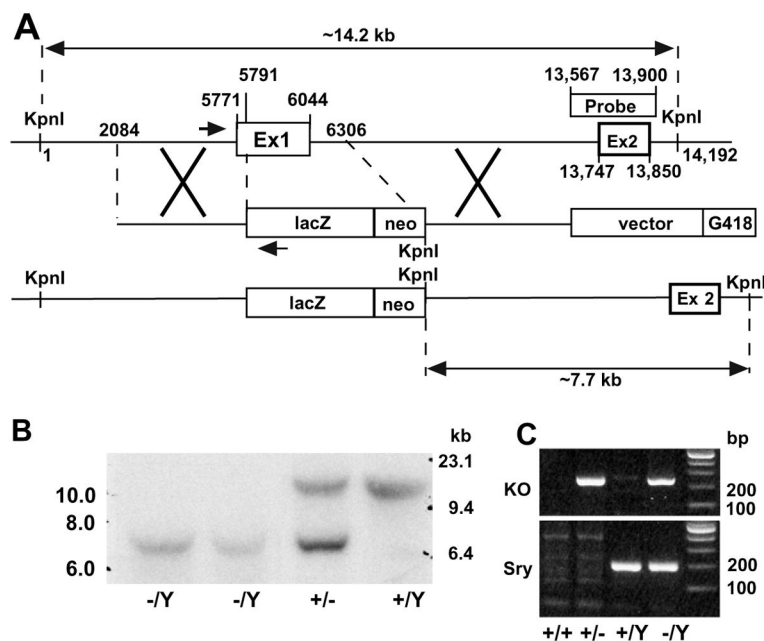 A
~14.2 kb
5791
13,567 13,900
5771 6044
Probe
KpnI 2084 6306 KpnI
Ex1 Ex2
1 14,192
13,747 13,850
lacZ neo vector G418
KpnI
KpnI KpnI KpnI
lacZ neo Ex 2
~7.7 kb
B C
kb bp
23.1
10.0 9.4
8.0
6.0 6.4
-/Y -/Y +/- +/Y
KO 200
100
Sry 200
100
+/+ +/- +/Y -/Y